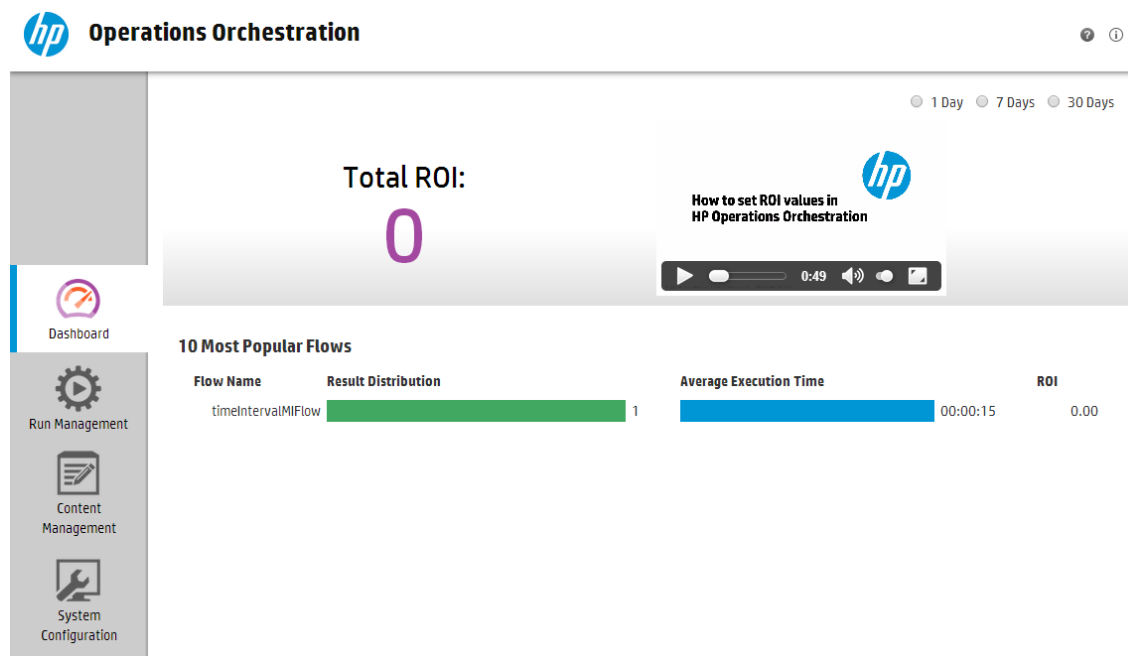 hp Operations Orchestration
1 Day 7 Days 30 Days
Total ROI:
0
hp
How to set ROI values in
HP Operations Orchestration
0:49
Dashboard
Run Management
Content
Management
System
Configuration
10 Most Popular Flows
Flow Name Result Distribution Average Execution Time ROI
timeIntervalMIFlow 1 00:00:15 0.00